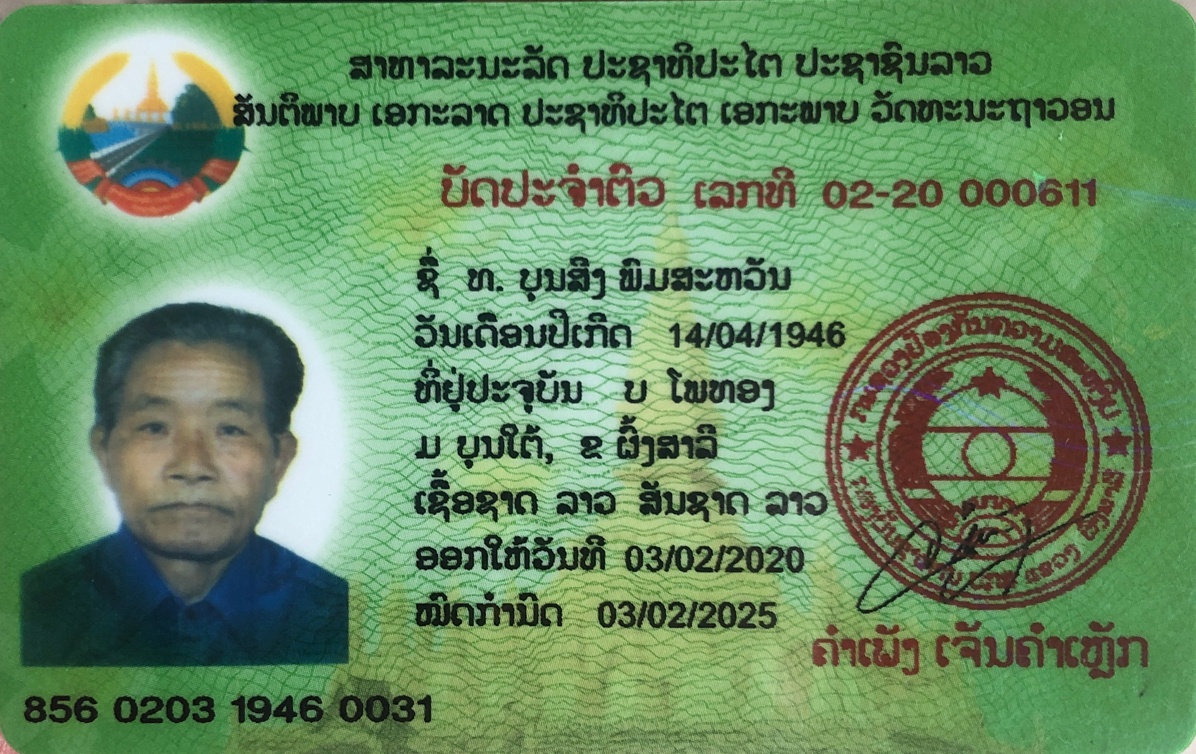 ສາທາລະນະລັດ ປະຊາທິປະໄຕ ປະຊາຊົນລາວ
ສັນຕິພາບ ເອກະລາດ ປະຊາທິປະໄຕ ເອກະພາບ ວັດທະນະຖາວອນ
ບັດປະຈຳຕົວ ເລກທີ 02-20 000611
ຊື່ ທ. ບຸນສິງ ພິມສະຫວັນ
ວັນເດືອນປີເກີດ 14/04/1946
ທີ່ຢູ່ປະຈຸບັນ ບ ໂພທອງ
ມ ບຸນໃຕ້, ຂ ຜົ້ງສາລີ
ເຊື້ອຊາດ ລາວ ສັນຊາດ ລາວ
ອອກໃຫ້ວັນທີ 03/02/2020
ໝົດກຳນົດ 03/02/2025
ຄຳເພັງ ເຈັນຄຳເຫຼັກ
856 0203 1946 0031